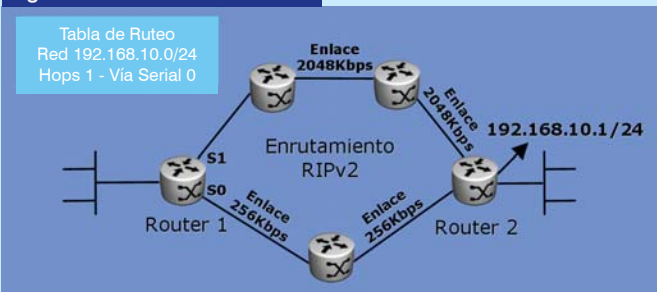 Tabla de Ruteo
Red 192.168.10.0/24
Hops 1 - Vía Serial 0
Enlace
2048Kbps
Enlace
2048Kbps
192.168.10.1/24
Enrutamiento
RIPv2
S1
S0
Router 1
Enlace
256Kbps
Enlace
256Kbps
Router 2